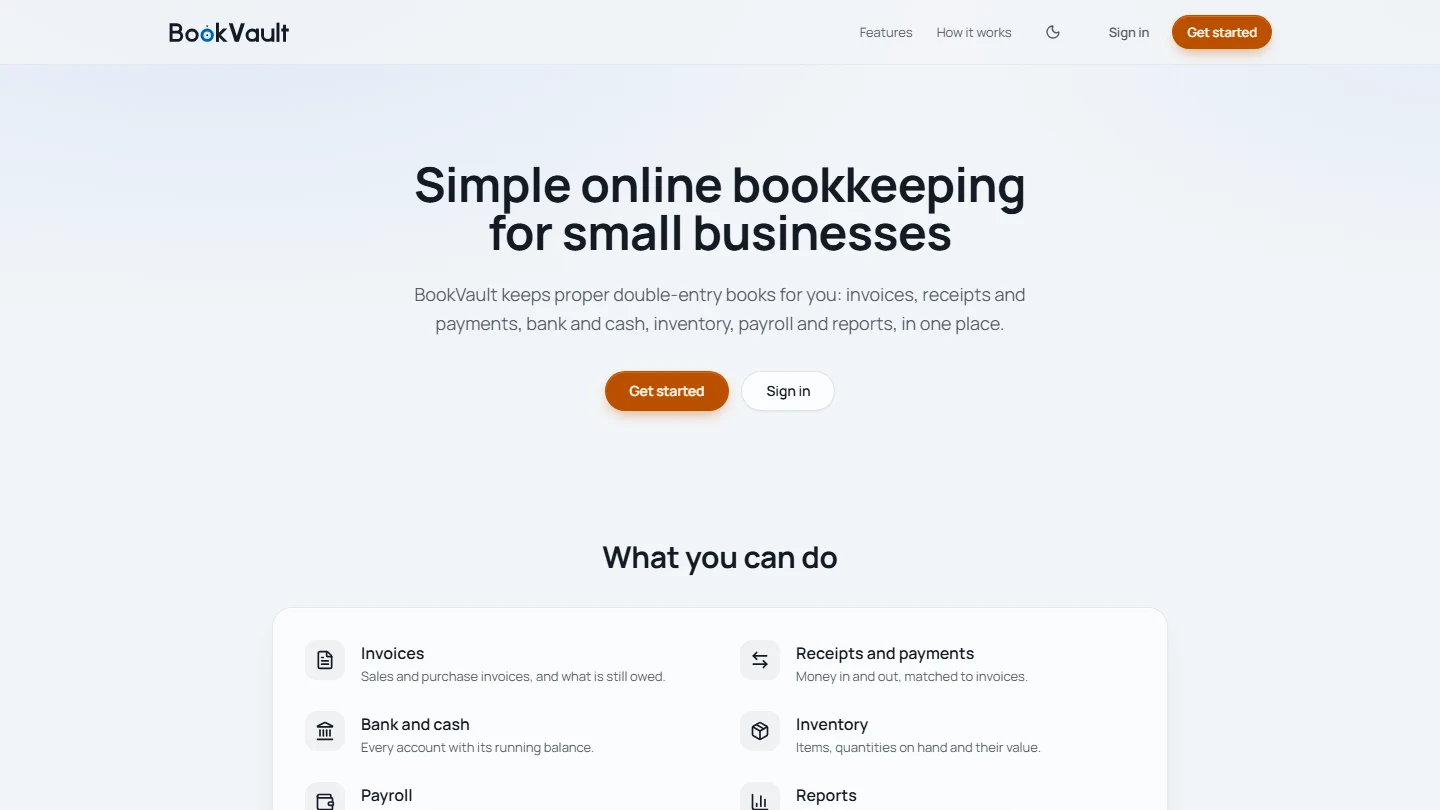 BookVault
Features
How it works
Sign in
Get started
Simple online bookkeeping
for small businesses
BookVault keeps proper double-entry books for you: invoices, receipts and
payments, bank and cash, inventory, payroll and reports, in one place.
Get started
Sign in
What you can do
Invoices
Sales and purchase invoices, and what is still owed.
Receipts and payments
Money in and out, matched to invoices.
Bank and cash
Every account with its running balance.
Inventory
Items, quantities on hand and their value.
Payroll
Reports